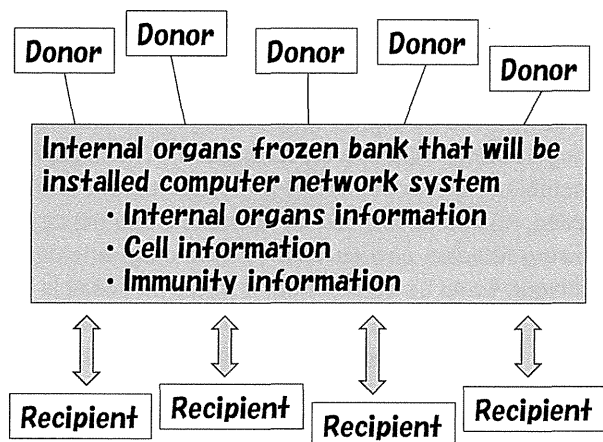 Donor
Donor
Donor
Donor
Donor
Internal organs frozen bank that will be
installed computer network system
・Internal organs information
・Cell information
・Immunity information
Recipient
Recipient
Recipient
Recipient